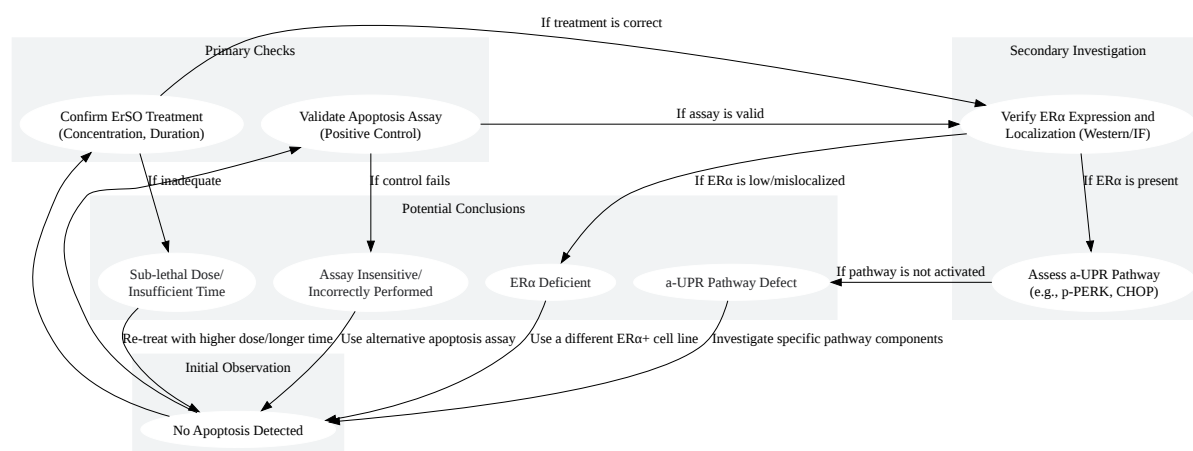 If treatment is correct
Primary Checks
Secondary Investigation
Confirm ErSO Treatment
(Concentration, Duration)
Validate Apoptosis Assay
(Positive Control)
If assay is valid
Verify ERα Expression and
Localization (Western/IF)
If inadequate
If control fails
If ERα is low/mislocalized
If ERα is present
Potential Conclusions
Sub-lethal Dose/
Insufficient Time
Assay Insensitive/
Incorrectly Performed
ERα Deficient
a-UPR Pathway Defect
If pathway is not activated
Assess a-UPR Pathway
(e.g., p-PERK, CHOP)
Re-treat with higher dose/longer time
Use alternative apoptosis assay
Use a different ERα+ cell line
Investigate specific pathway components
Initial Observation
No Apoptosis Detected